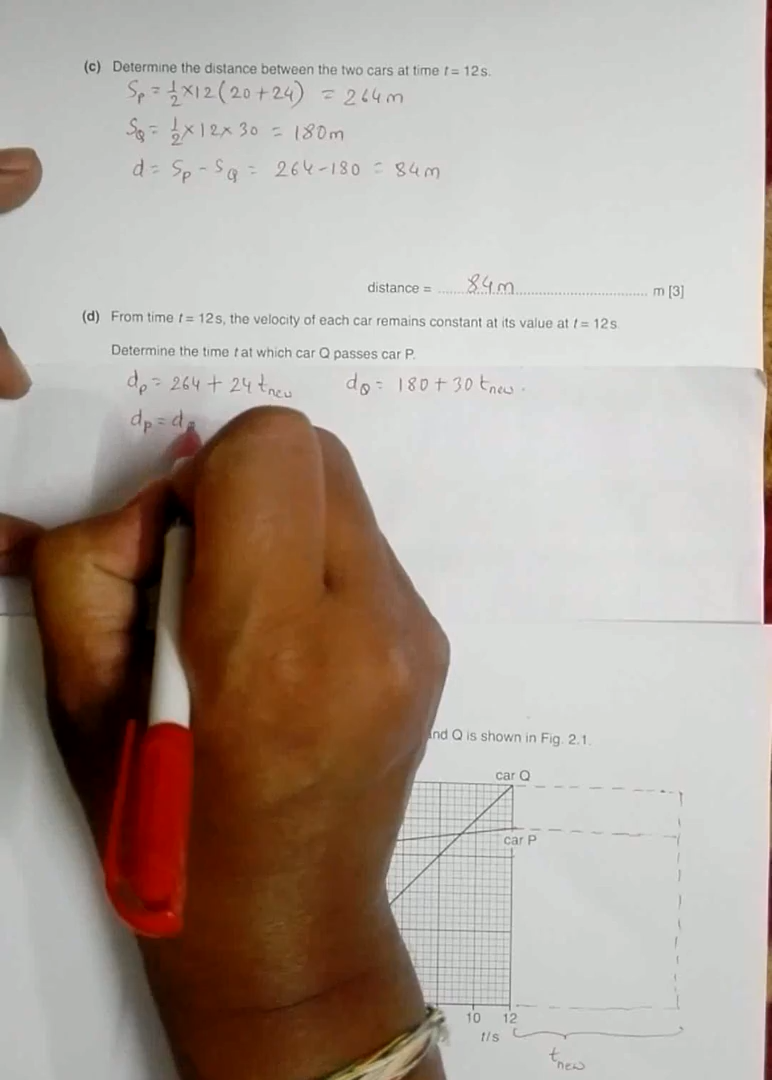 (c) Determine the distance between the two cars at time t = 12s.
Sp = 1/2 × 12 (20 + 24) = 264m
SQ = 1/2 × 12 × 30 = 180m
d = Sp - SQ = 264 - 180 = 84m
distance = ......84m...... m [3]
(d) From time t = 12s, the velocity of each car remains constant at its value at t = 12s.
Determine the time t at which car Q passes car P.
dp = 264 + 24 tnew dQ = 180 + 30 tnew.
dp = d
and Q is shown in Fig. 2.1.
car Q
car P
10 12
t/s
tnew